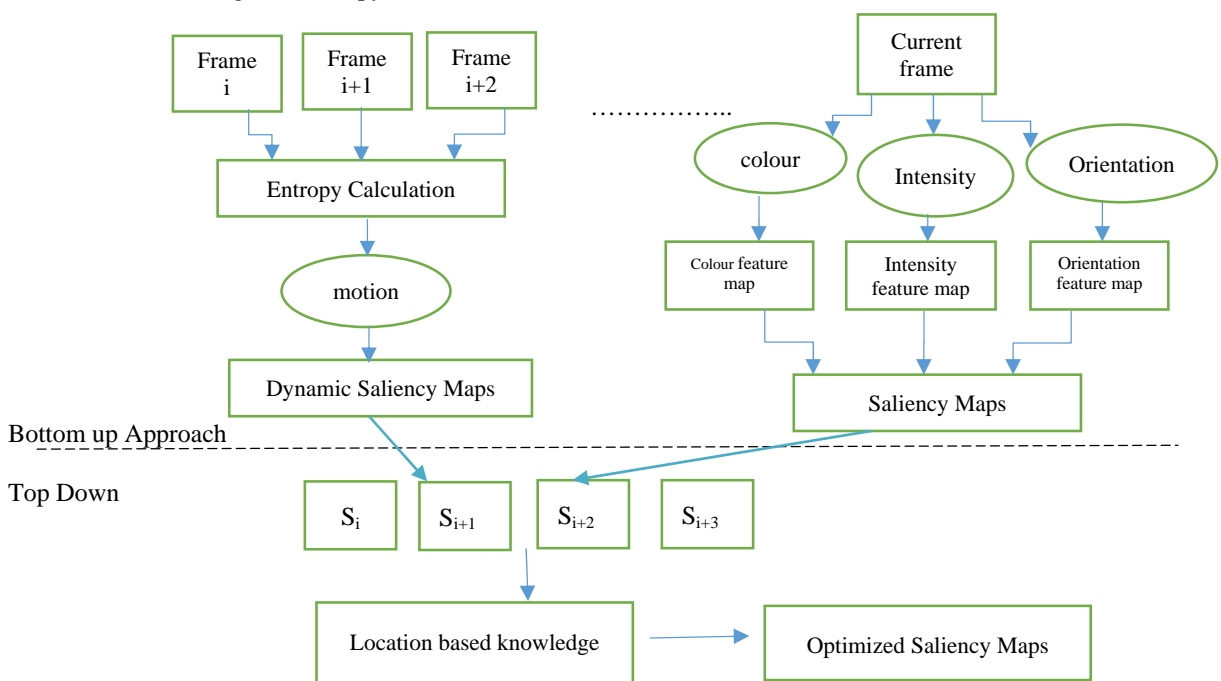 Frame
i
Frame
i+1
Frame
i+2
……………..
Current
frame
colour
Intensity
Orientation
Entropy Calculation
motion
Colour feature
map
Intensity
feature map
Orientation
feature map
Dynamic Saliency Maps
Saliency Maps
Bottom up Approach
Top Down
Si
Si+1
Si+2
Si+3
Location based knowledge
Optimized Saliency Maps